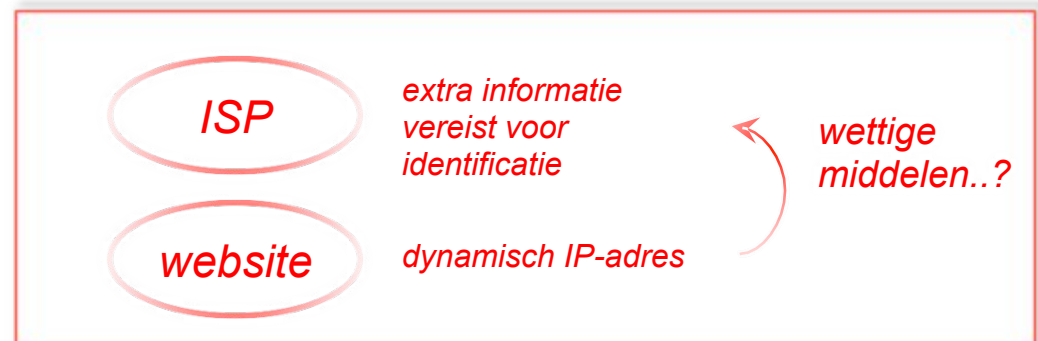 ISP
extra informatie
vereist voor
identificatie
wettige
middelen..?
website
dynamisch IP-adres